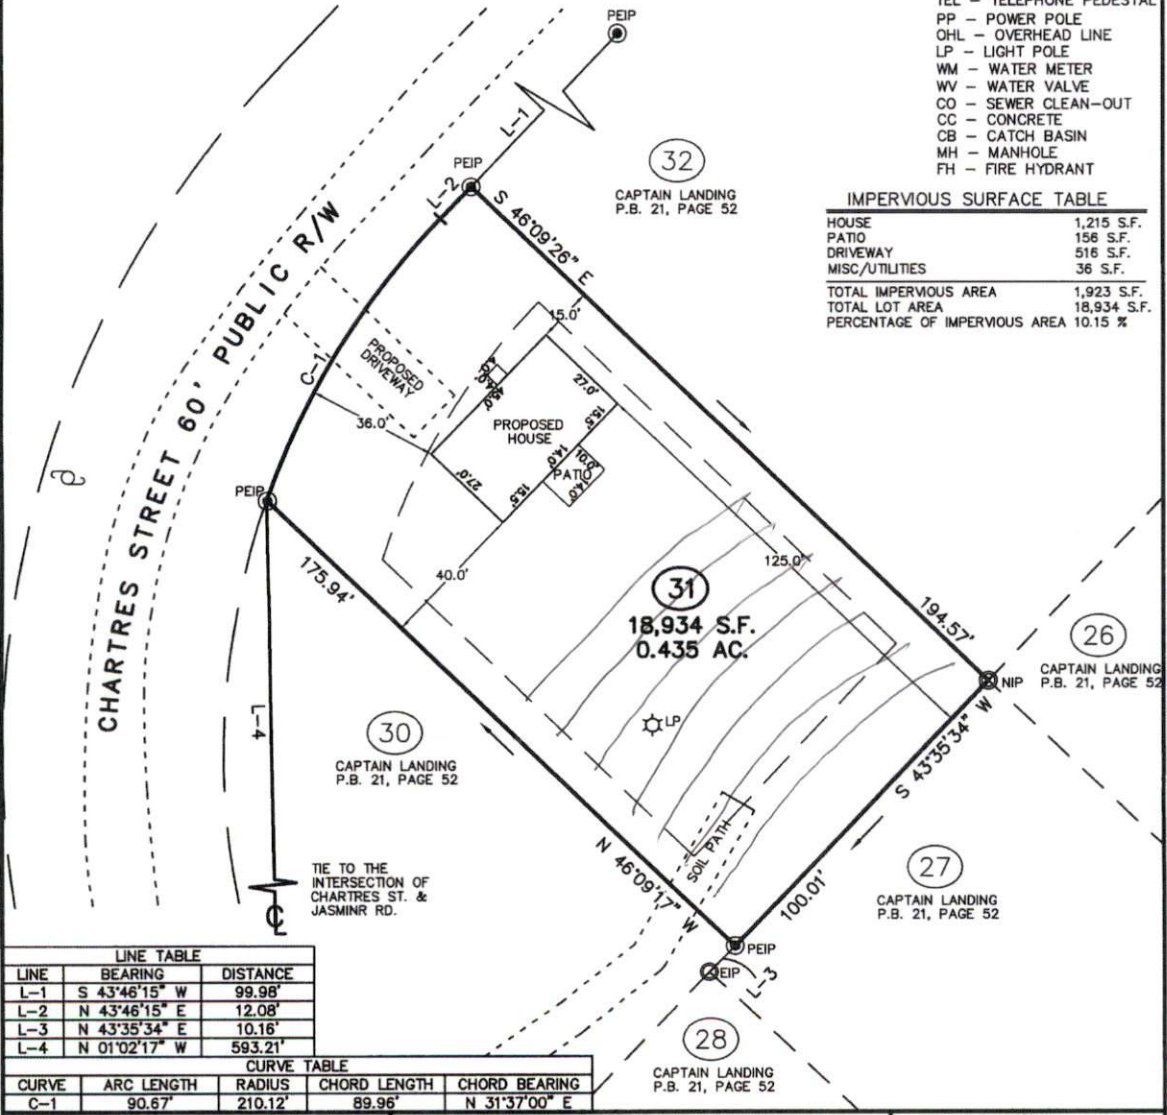 TEL - TELEPHONE PEDESTAL
PP - POWER POLE
OHL - OVERHEAD LINE
LP - LIGHT POLE
WM - WATER METER
WV - WATER VALVE
CO - SEWER CLEAN-OUT
CC - CONCRETE
CB - CATCH BASIN
MH - MANHOLE
FH - FIRE HYDRANT
IMPERVIOUS SURFACE TABLE
HOUSE 1,215 S.F.
PATIO 156 S.F.
DRIVEWAY 516 S.F.
MISC/UTILITIES 36 S.F.
TOTAL IMPERVIOUS AREA 1,923 S.F.
TOTAL LOT AREA 18,934 S.F.
PERCENTAGE OF IMPERVIOUS AREA 10.15 %
PEIP
L-1
PEIP
L-2
32
CAPTAIN LANDING
P.B. 21, PAGE 52
S 46°09'26" E
194.57'
CHARTRES STREET 60' PUBLIC R/W
C-1
PROPOSED
DRIVEWAY
36.0'
15.0'
27.0'
15.5'
PROPOSED
HOUSE
45.0'
14.0'
10.0'
PATIO
14.0'
27.0'
15.5'
PEIP
175.94'
40.0'
125.0'
31
18,934 S.F.
0.435 AC.
LP
26
CAPTAIN LANDING
P.B. 21, PAGE 52
NIP
S 43°35'34" W
100.01'
L-4
30
CAPTAIN LANDING
P.B. 21, PAGE 52
N 46°09'17" W
SOIL PATH
27
CAPTAIN LANDING
P.B. 21, PAGE 52
TIE TO THE
INTERSECTION OF
CHARTRES ST. &
JASMINR RD.
PEIP
EIP
L-3
28
CAPTAIN LANDING
P.B. 21, PAGE 52
LINE TABLE
LINE BEARING DISTANCE
L-1 S 43°46'15" W 99.98'
L-2 N 43°46'15" E 12.08'
L-3 N 43°35'34" E 10.16'
L-4 N 01°02'17" W 593.21'
CURVE TABLE
CURVE ARC LENGTH RADIUS CHORD LENGTH CHORD BEARING
C-1 90.67' 210.12' 89.96' N 31°37'00" E